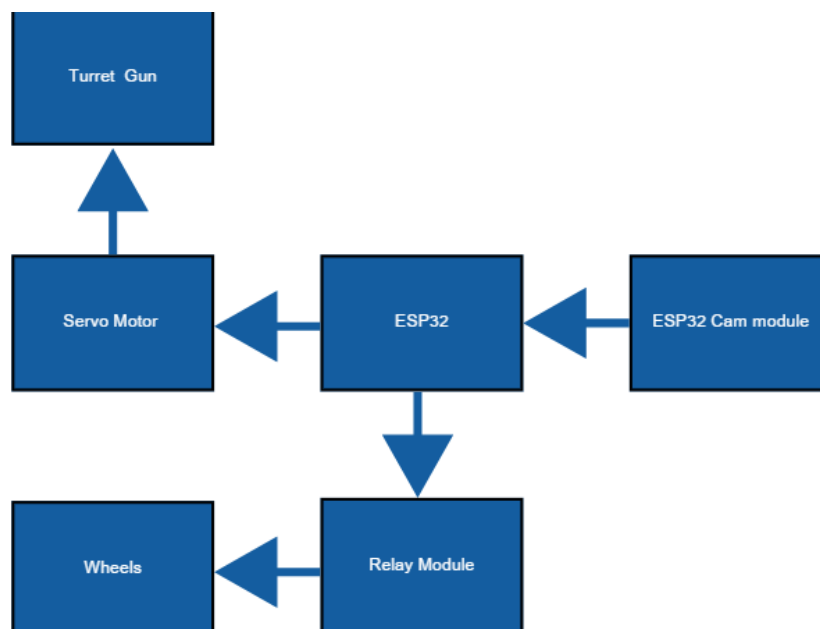 Turret Gun
Servo Motor
ESP32
ESP32 Cam module
Wheels
Relay Module